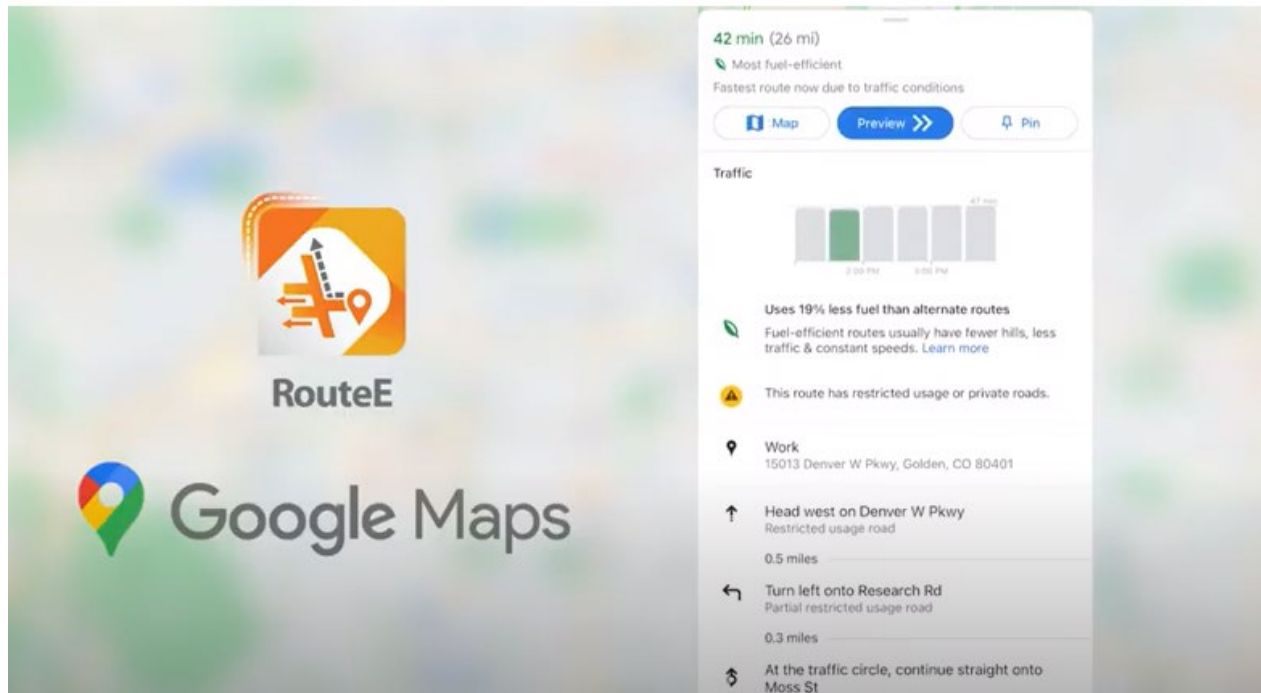 RouteE
Google Maps
42 min (26 mi)
Most fuel-efficient
Fastest route now due to traffic conditions
Map
Preview
Pin
Traffic
47 min
2:00 PM
3:00 PM
Uses 19% less fuel than alternate routes
Fuel-efficient routes usually have fewer hills, less
traffic & constant speeds. Learn more
This route has restricted usage or private roads.
Work
15013 Denver W Pkwy, Golden, CO 80401
Head west on Denver W Pkwy
Restricted usage road
0.5 miles
Turn left onto Research Rd
Partial restricted usage road
0.3 miles
At the traffic circle, continue straight onto
Moss St